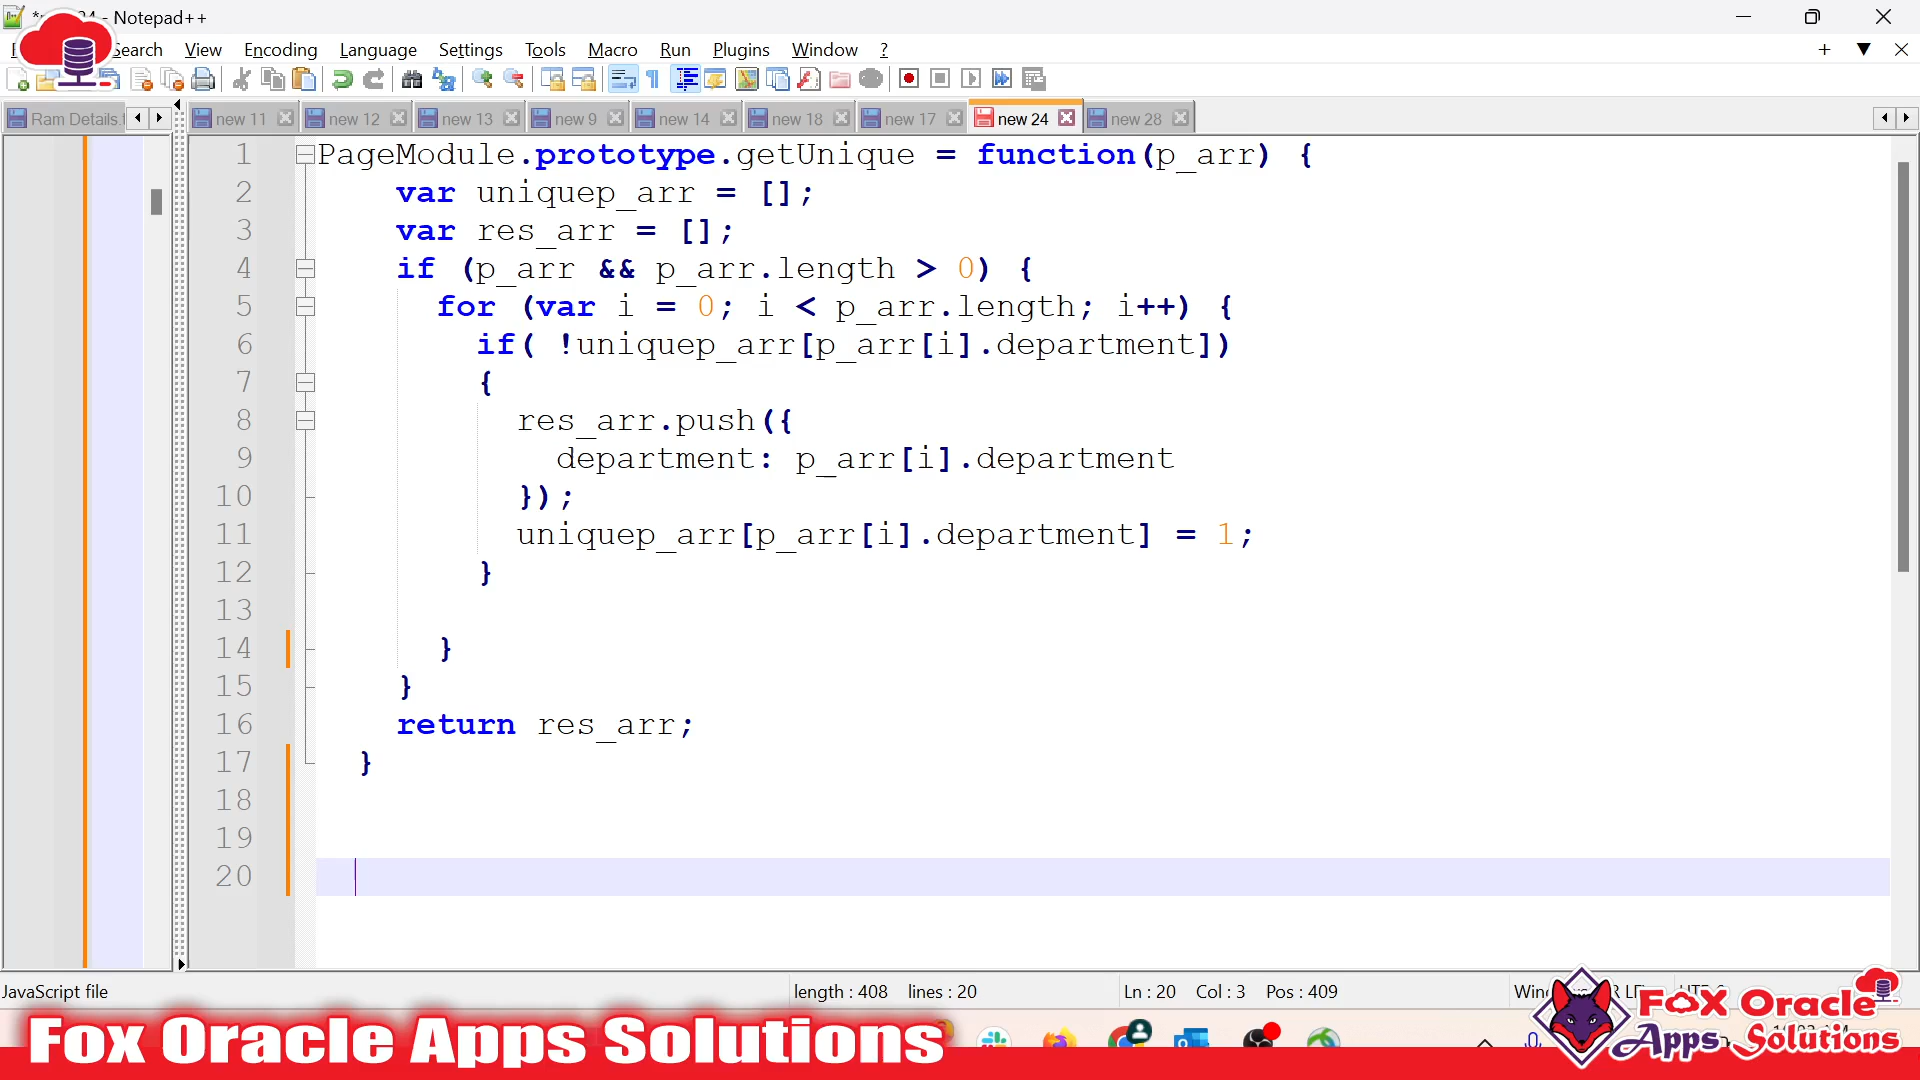 - Notepad++
Search View Encoding Language Settings Tools Macro Run Plugins Window ?
Ram Details. new 11 new 12 new 13 new 9 new 14 new 18 new 17 new 24 new 28
1 PageModule.prototype.getUnique = function(p_arr) {
2 var uniquep_arr = [];
3 var res_arr = [];
4 if (p_arr && p_arr.length > 0) {
5 for (var i = 0; i < p_arr.length; i++) {
6 if( !uniquep_arr[p_arr[i].department])
7 {
8 res_arr.push({
9 department: p_arr[i].department
10 });
11 uniquep_arr[p_arr[i].department] = 1;
12 }
13
14 }
15 }
16 return res_arr;
17 }
18
19
20
JavaScript file length : 408 lines : 20 Ln : 20 Col : 3 Pos : 409
Fox Oracle Apps Solutions
Fox Oracle
Apps Solutions